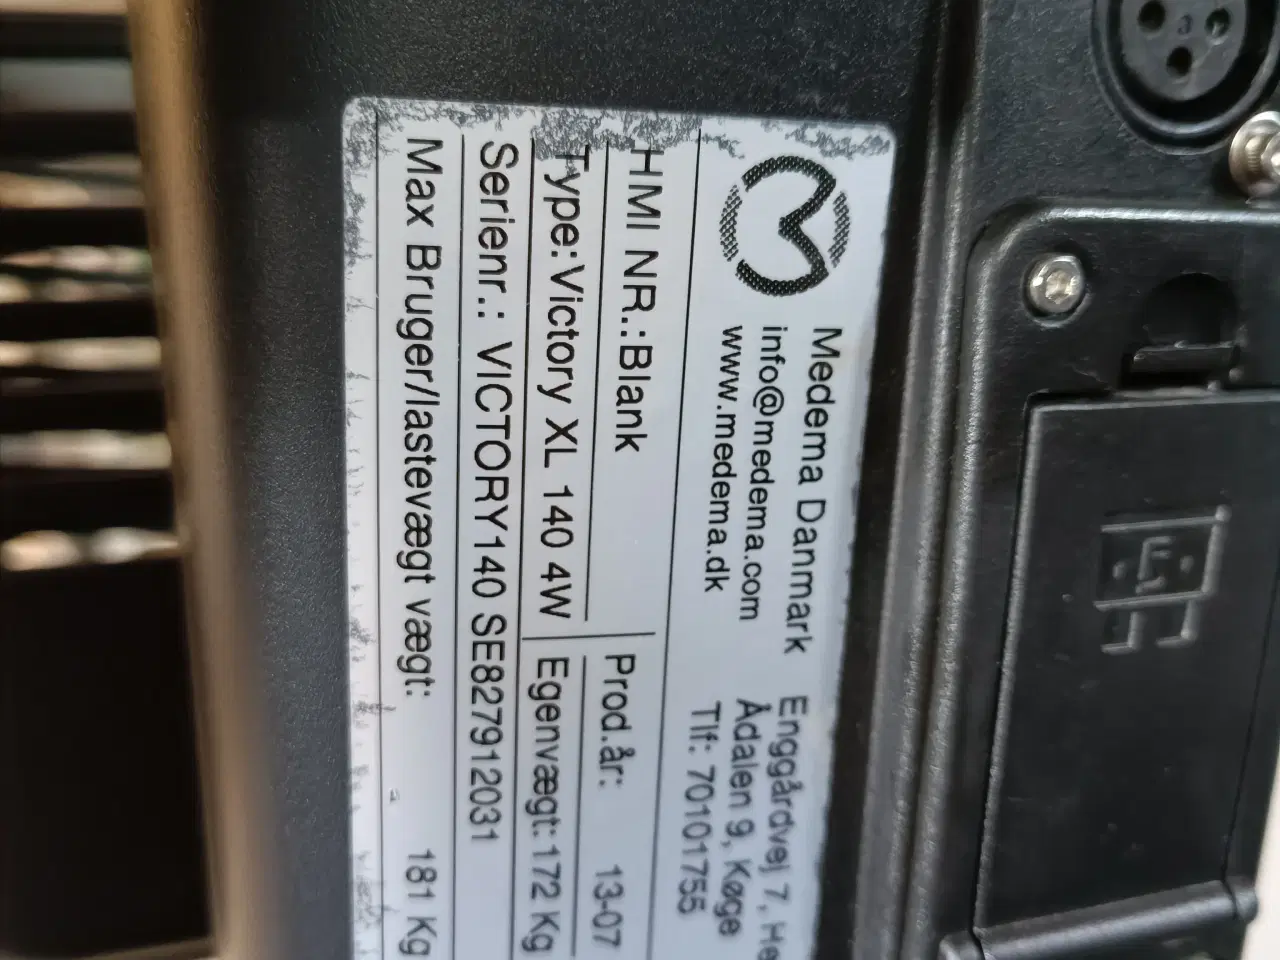 Medema Danmark Enggårdvej 7,
info@medema.com Ådalen 9, Køge
www.medema.dk Tlf: 70101755
HMI NR.:Blank Prod.år: 13-07
Type:Victory XL 140 4W Egenvægt: 172 Kg
Serienr.: VICTORY140 SE827912031
Max Bruger/lastevægt vægt: 181 Kg